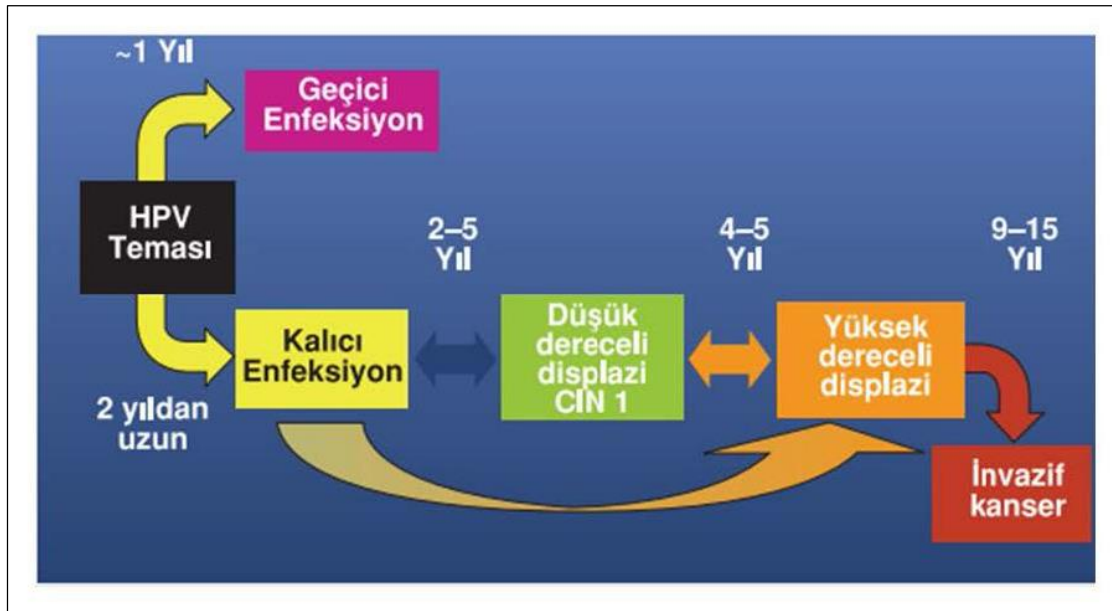 ~1 Yıl
Geçici
Enfeksiyon
HPV
Teması
2–5
Yıl
4–5
Yıl
9–15
Yıl
Kalıcı
Enfeksiyon
Düşük
dereceli
displazi
CIN 1
Yüksek
dereceli
displazi
2 yıldan
uzun
İnvazif
kanser